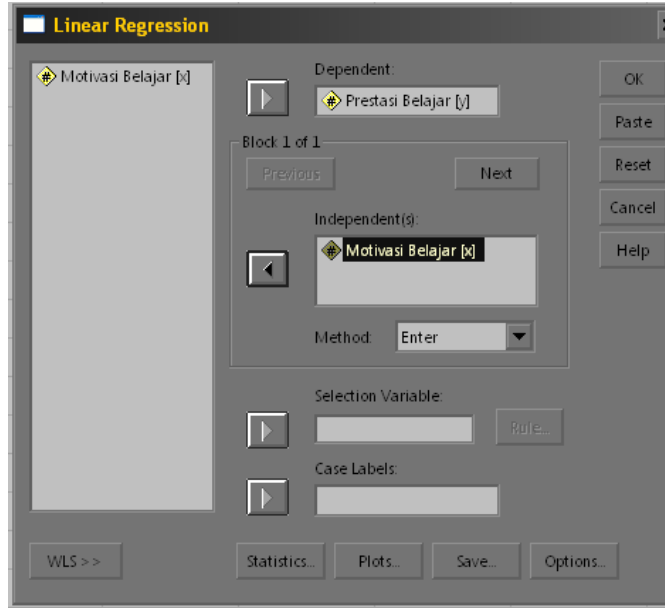 Linear Regression
Motivasi Belajar [x]
Dependent:
Prestasi Belajar [y]
Block 1 of 1
Previous
Next
Independent(s):
Motivasi Belajar [x]
Method:
Enter
Selection Variable:
Rule...
Case Labels:
WLS >>
Statistics...
Plots...
Save...
Options...
OK
Paste
Reset
Cancel
Help